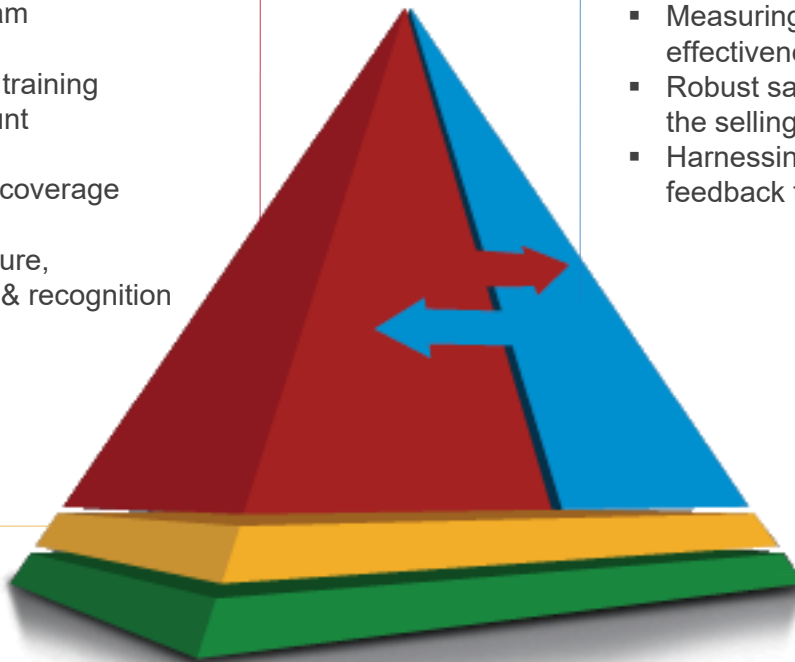 am
training
unt
coverage
ure,
& recognition
▪ Measuring
effectiven
▪ Robust sa
the selling
▪ Harnessin
feedback